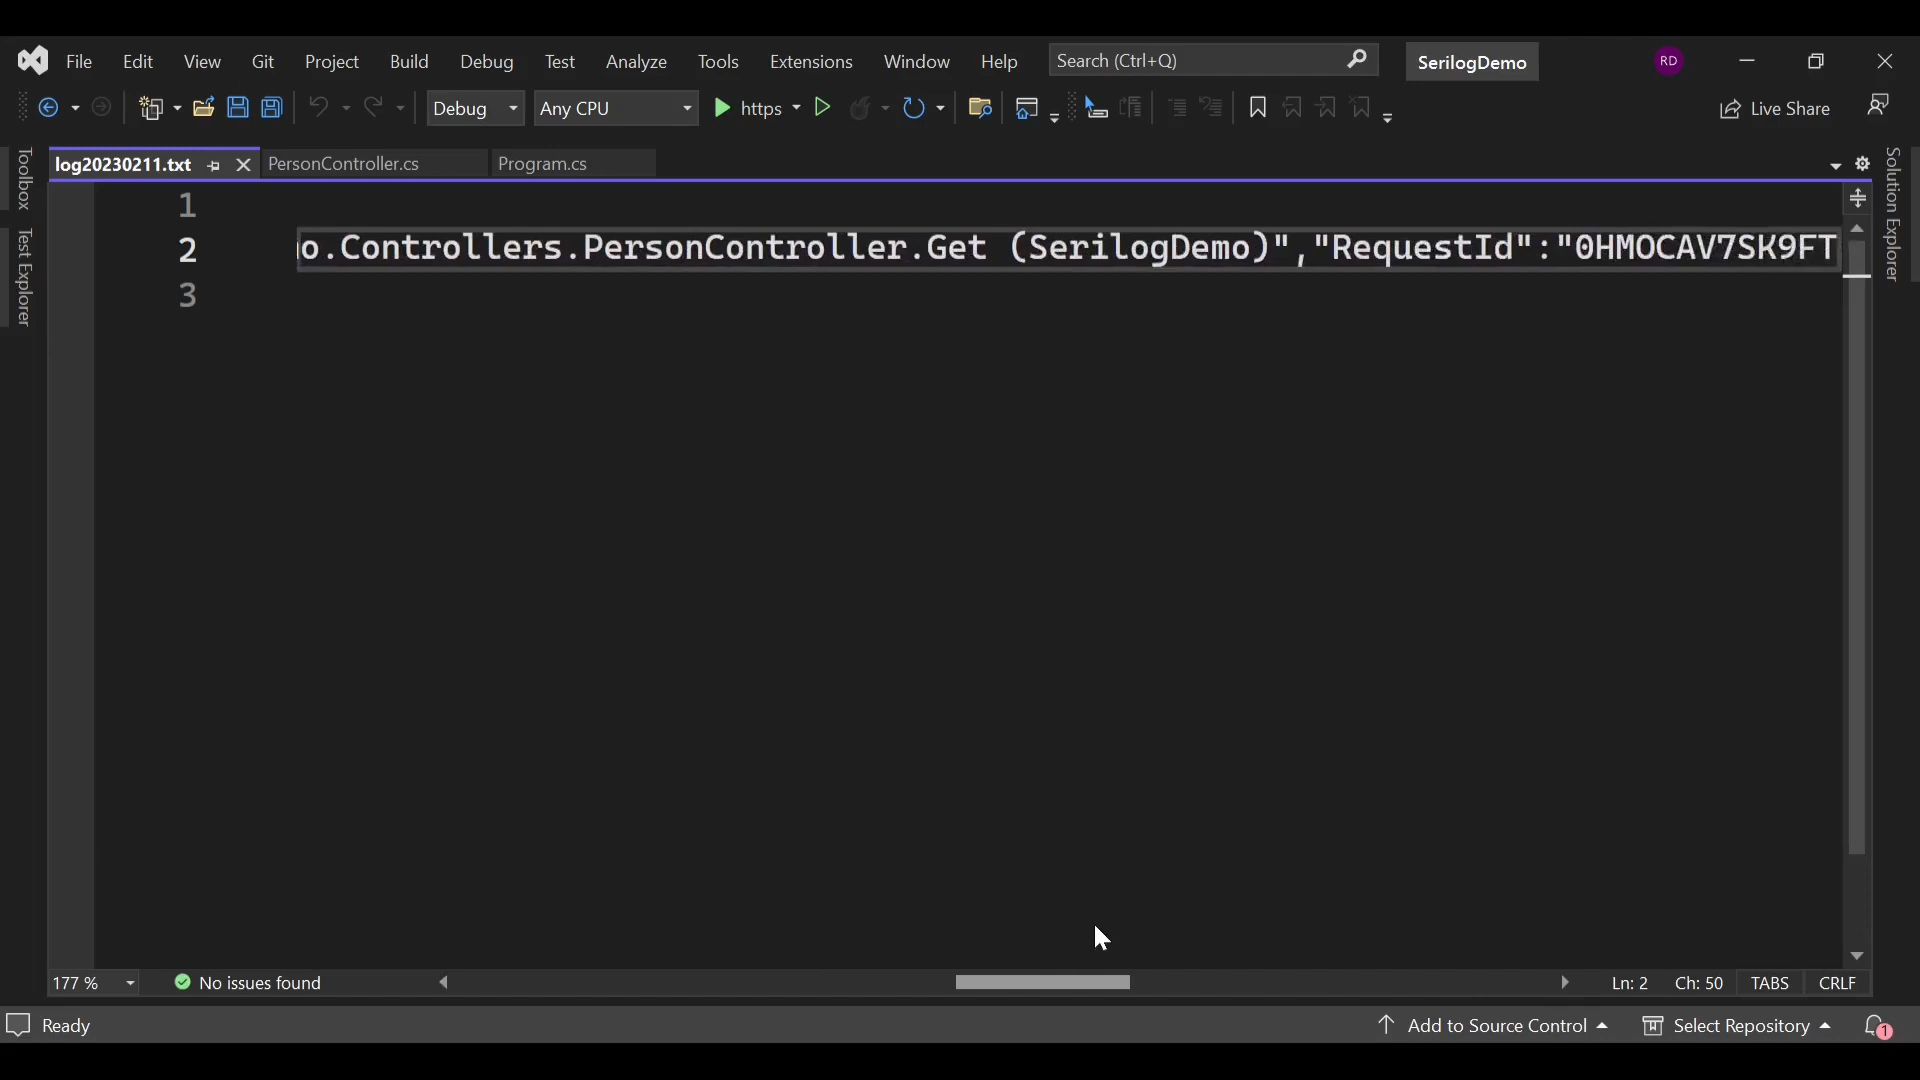 File Edit View Git Project Build Debug Test Analyze Tools Extensions Window Help Search (Ctrl+Q) SerilogDemo RD
Debug Any CPU https Live Share
log20230211.txt PersonController.cs Program.cs
Toolbox
Test Explorer
Solution Explorer
1
2 o.Controllers.PersonController.Get (SerilogDemo)","RequestId":"0HMOCAV7SK9FT
3
177 % No issues found Ln: 2 Ch: 50 TABS CRLF
Ready Add to Source Control Select Repository 1